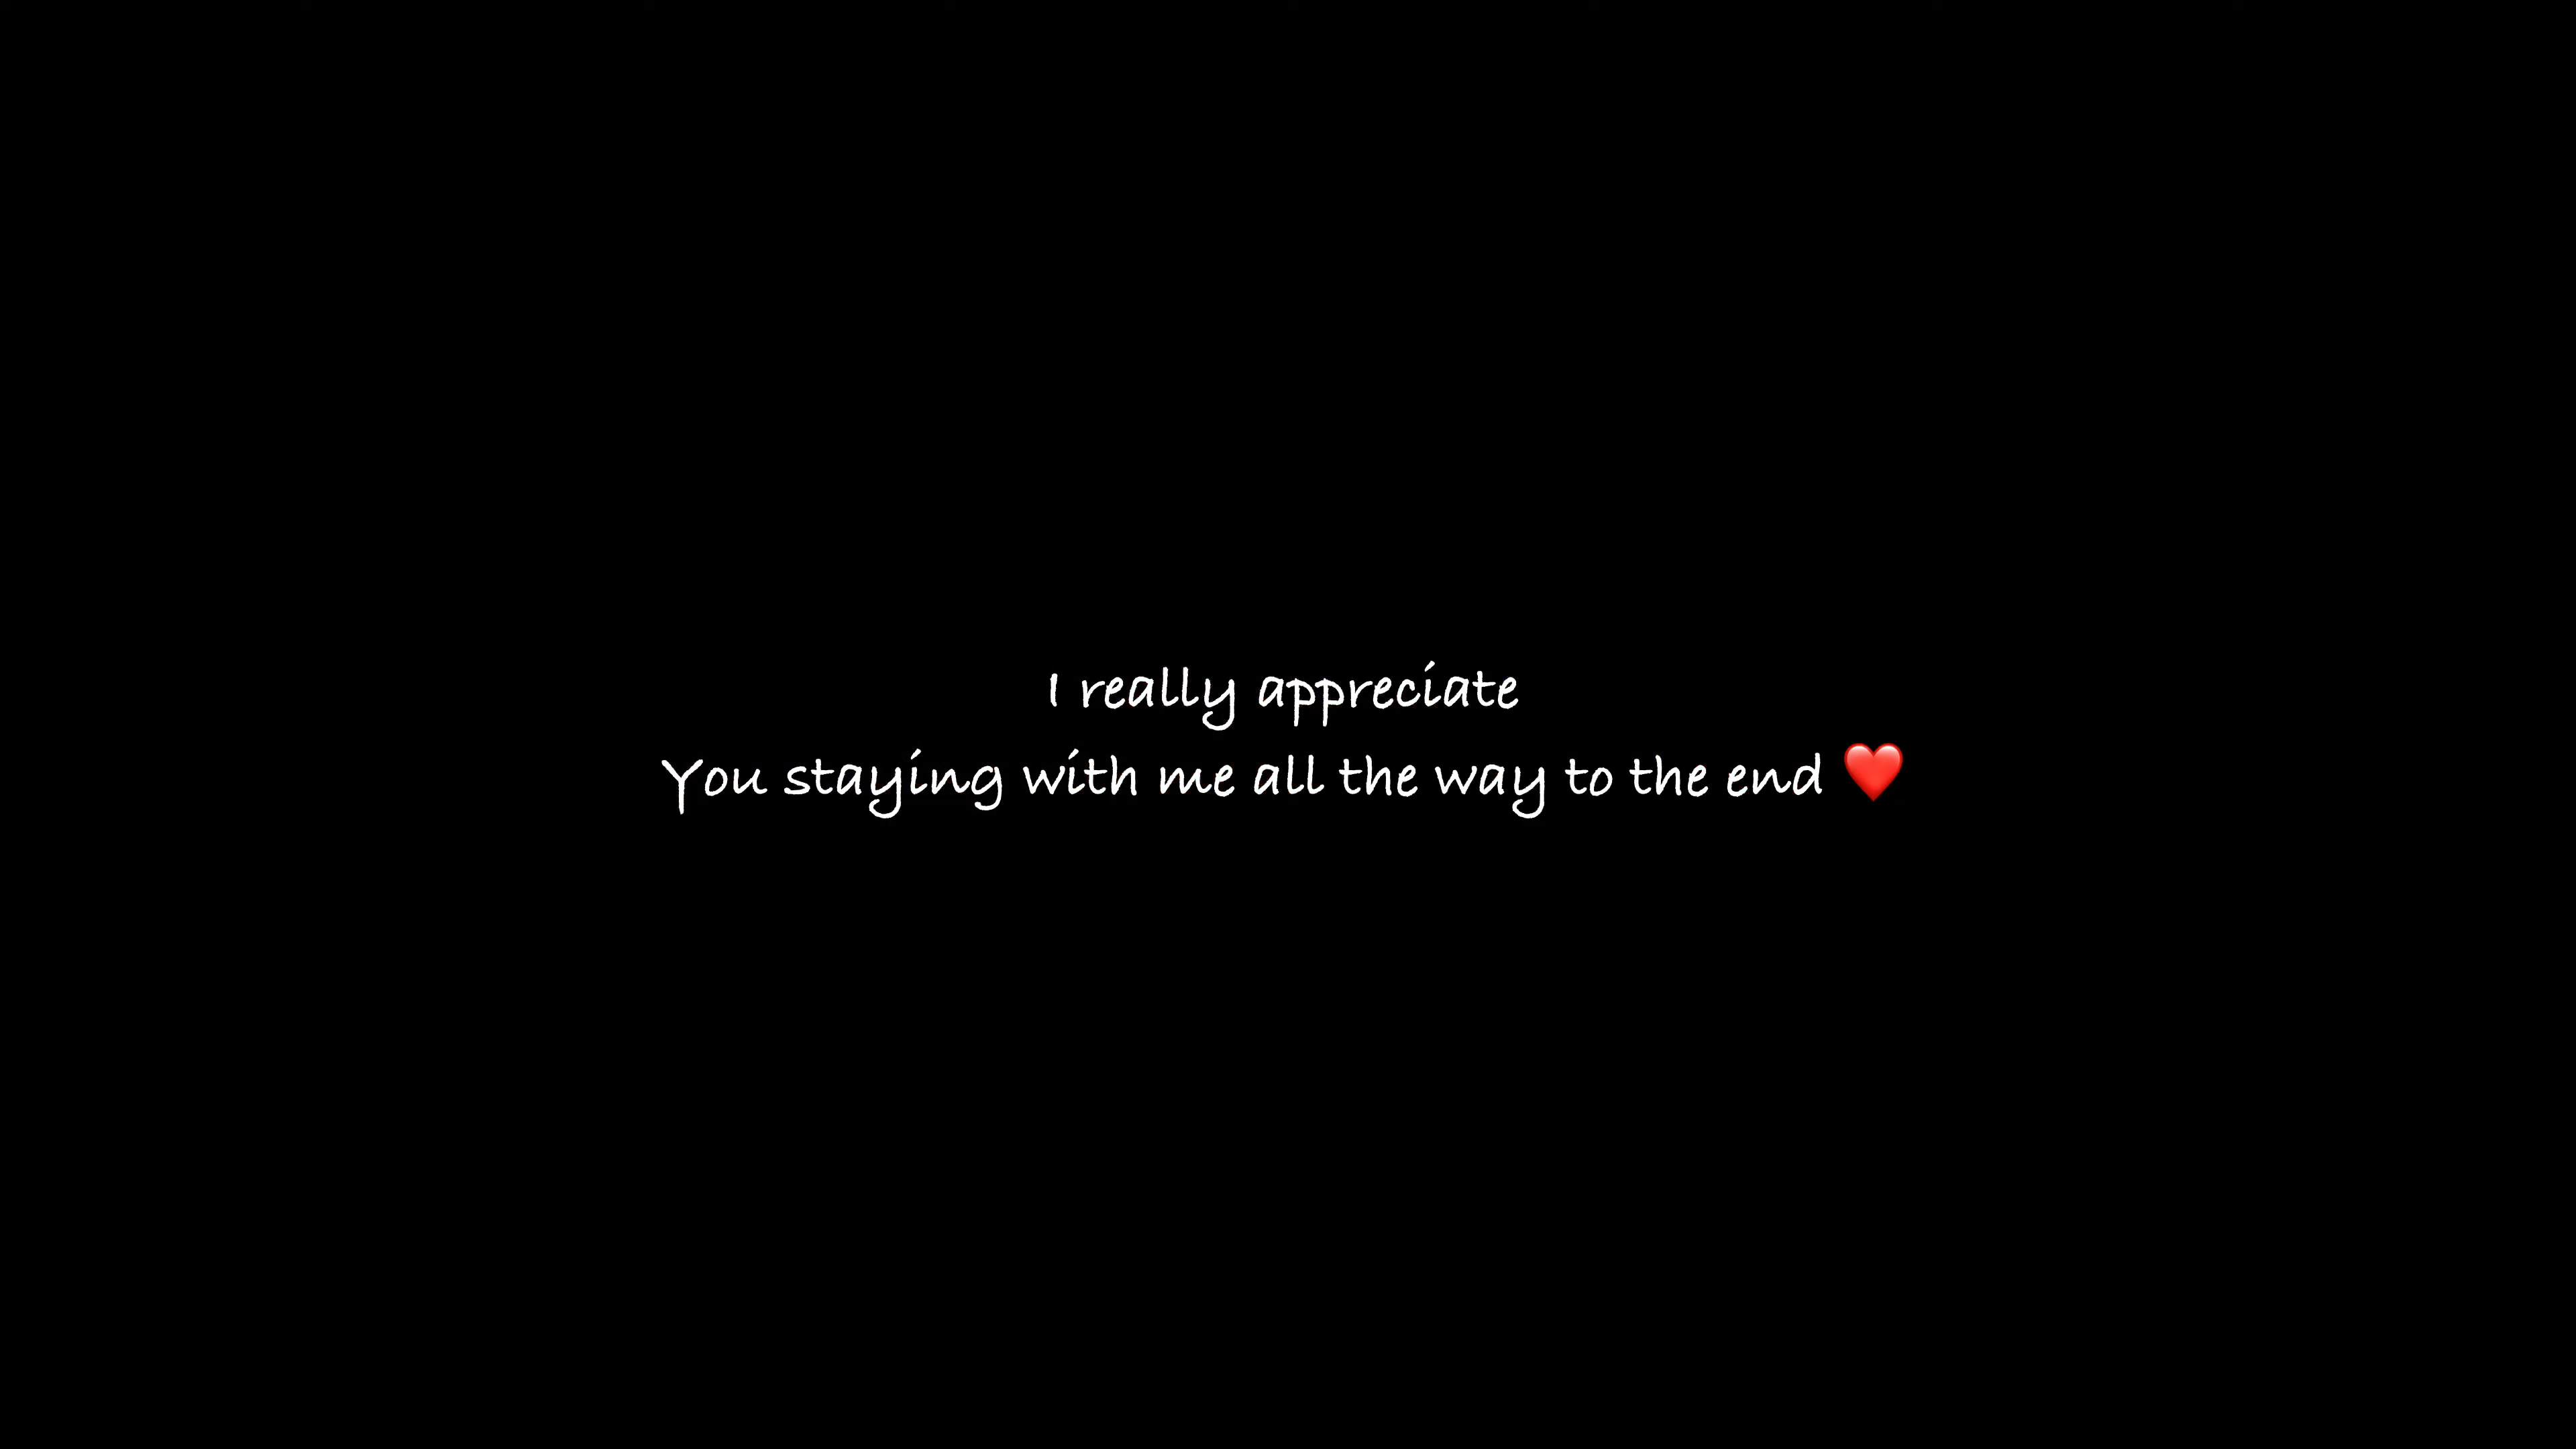 I really appreciate
You staying with me all the way to the end ❤️